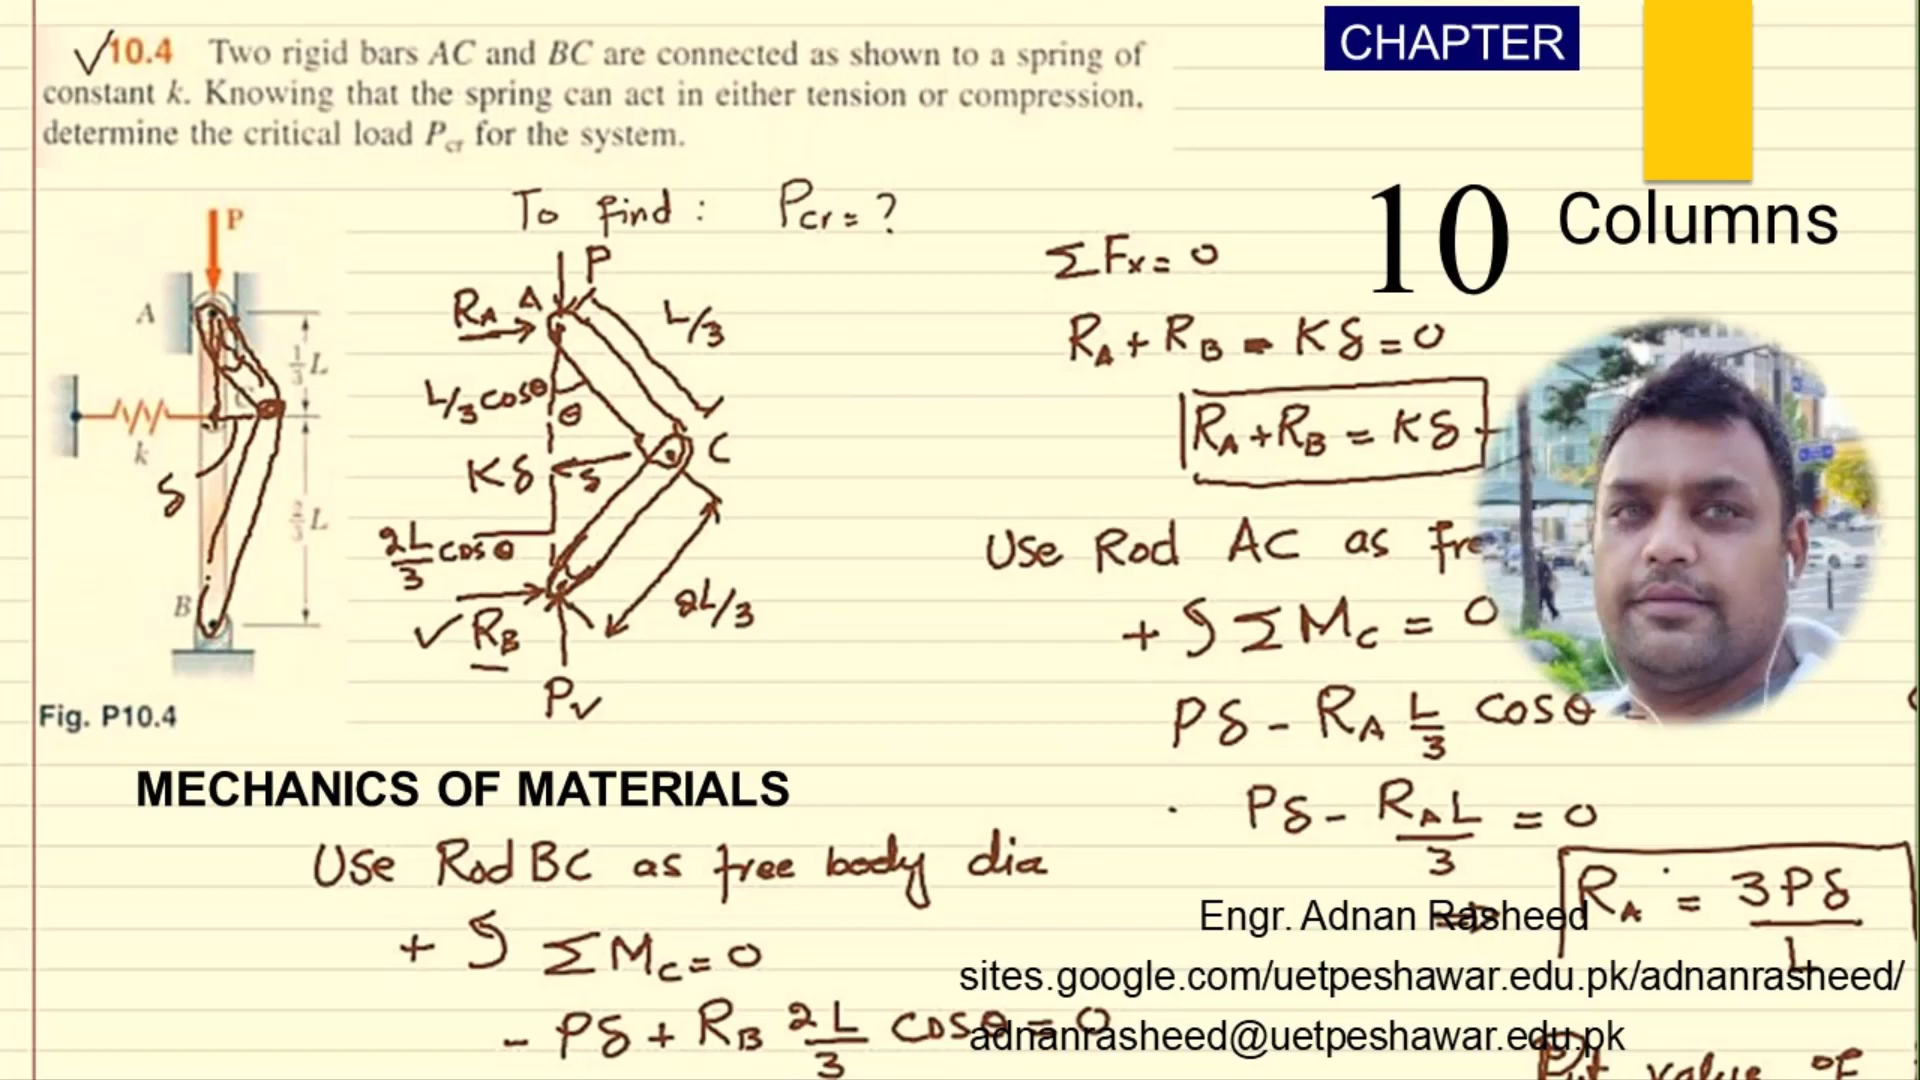 ✓10.4 Two rigid bars AC and BC are connected as shown to a spring of
constant k. Knowing that the spring can act in either tension or compression,
determine the critical load Pcr for the system.
CHAPTER
10 Columns
To find : Pcr = ?
P
A
1/3 L
k
C
δ
2/3 L
B
Fig. P10.4
P
RA A
L/3
L/3 cosθ
θ
C
Kδ
δ
2L/3 cosθ
2L/3
✓ RB
P✓
ΣFx = 0
RA + RB - Kδ = 0
RA + RB = Kδ
Use Rod AC as fre
+ ΣMC = 0
Pδ - RA L/3 cosθ =
Pδ - RAL/3 = 0
⇒ RA = 3Pδ/L
MECHANICS OF MATERIALS
Use Rod BC as free body dia
+ ΣMC = 0
- Pδ + RB 2L/3 cosθ = 0
Engr. Adnan Rasheed
sites.google.com/uetpeshawar.edu.pk/adnanrasheed/
adnanrasheed@uetpeshawar.edu.pk
Put value of